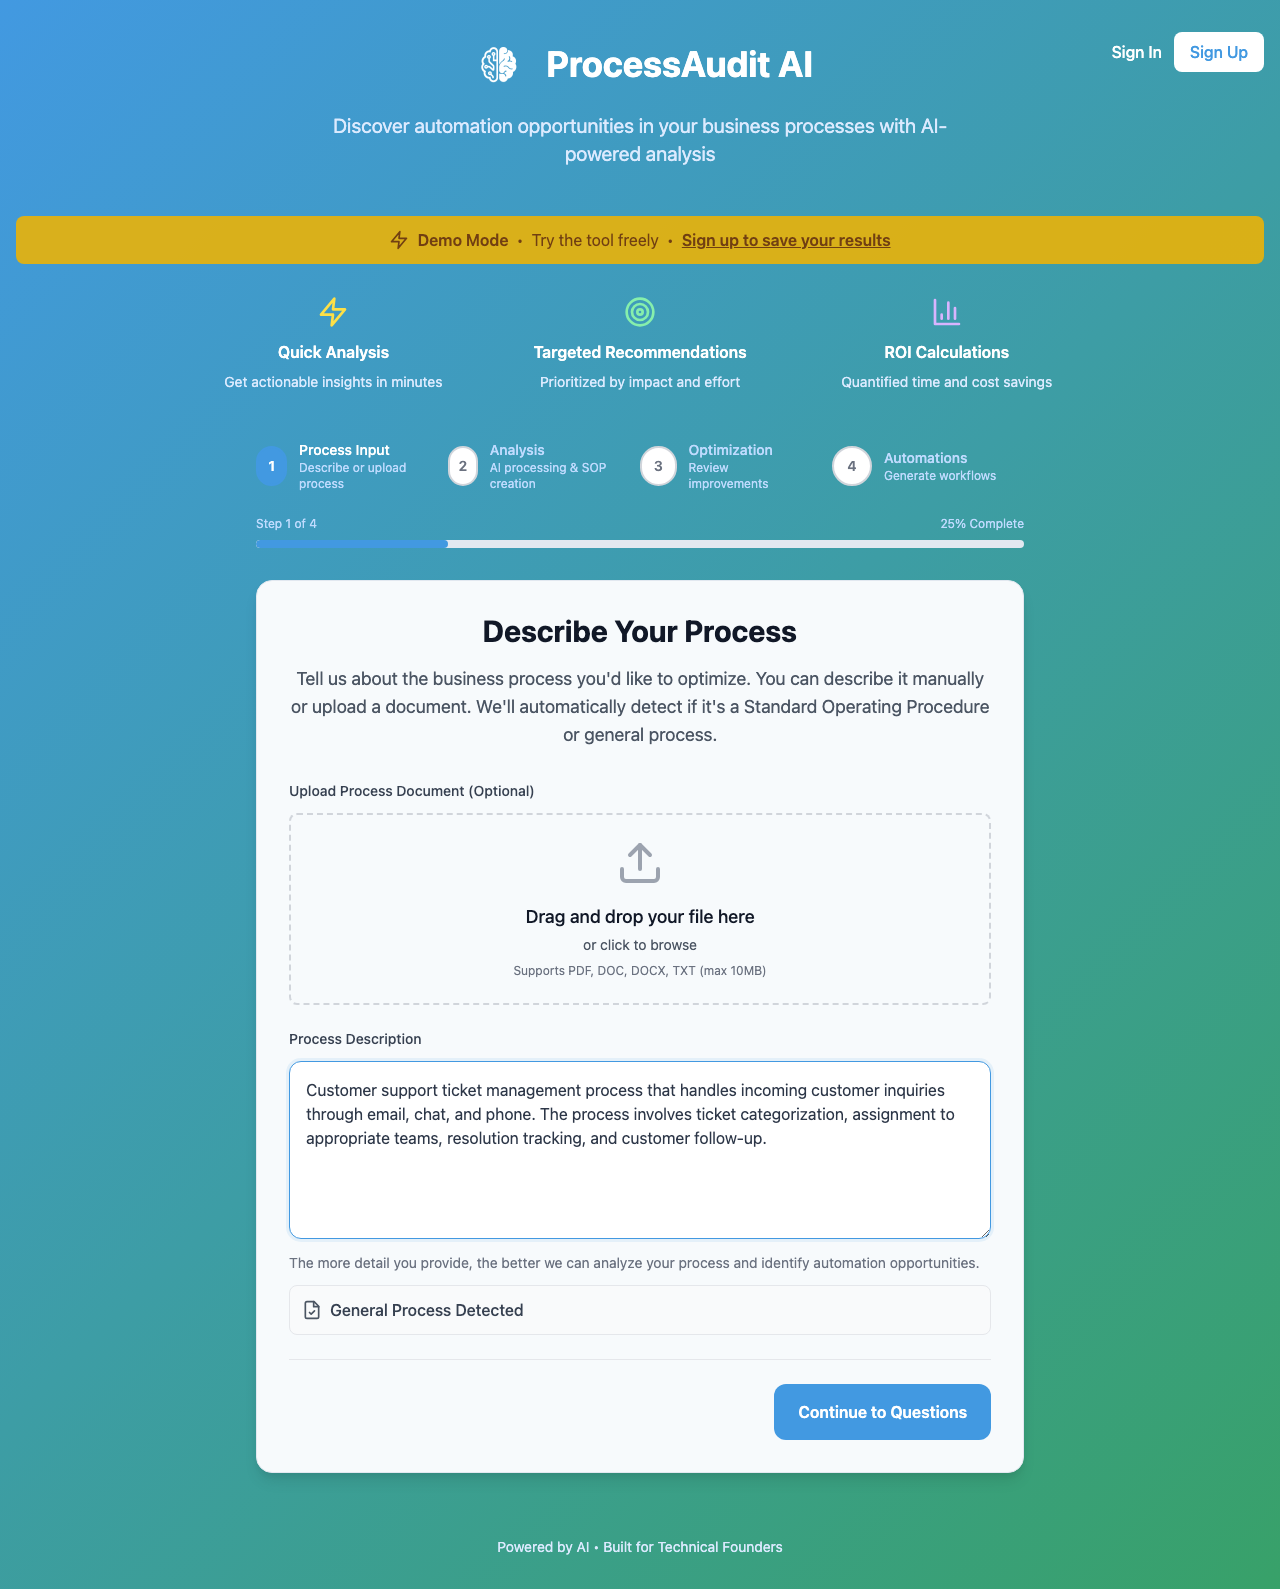 ProcessAudit AI
Sign In
Sign Up
Discover automation opportunities in your business processes with AI-
powered analysis
Demo Mode • Try the tool freely • Sign up to save your results
Quick Analysis
Get actionable insights in minutes
Targeted Recommendations
Prioritized by impact and effort
ROI Calculations
Quantified time and cost savings
1
Process Input
Describe or upload
process
2
Analysis
AI processing & SOP
creation
3
Optimization
Review
improvements
4
Automations
Generate workflows
Step 1 of 4
25% Complete
Describe Your Process
Tell us about the business process you'd like to optimize. You can describe it manually
or upload a document. We'll automatically detect if it's a Standard Operating Procedure
or general process.
Upload Process Document (Optional)
Drag and drop your file here
or click to browse
Supports PDF, DOC, DOCX, TXT (max 10MB)
Process Description
Customer support ticket management process that handles incoming customer inquiries
through email, chat, and phone. The process involves ticket categorization, assignment to
appropriate teams, resolution tracking, and customer follow-up.
The more detail you provide, the better we can analyze your process and identify automation opportunities.
General Process Detected
Continue to Questions
Powered by AI • Built for Technical Founders